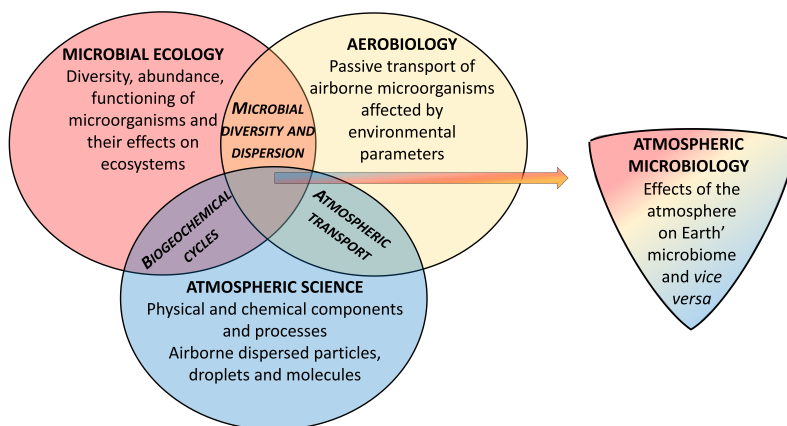 MICROBIAL ECOLOGY
Diversity, abundance,
functioning of
microorganisms and
their effects on
ecosystems
AEROBIOLOGY
Passive transport of
airborne microorganisms
affected by
environmental
parameters
MICROBIAL
DIVERSITY AND
DISPERSION
BIOGEOCHEMICAL
CYCLES
ATMOSPHERIC
TRANSPORT
ATMOSPHERIC SCIENCE
Physical and chemical components
and processes
Airborne dispersed particles,
droplets and molecules
ATMOSPHERIC
MICROBIOLOGY
Effects of the
atmosphere
on Earth’
microbiome
and vice
versa